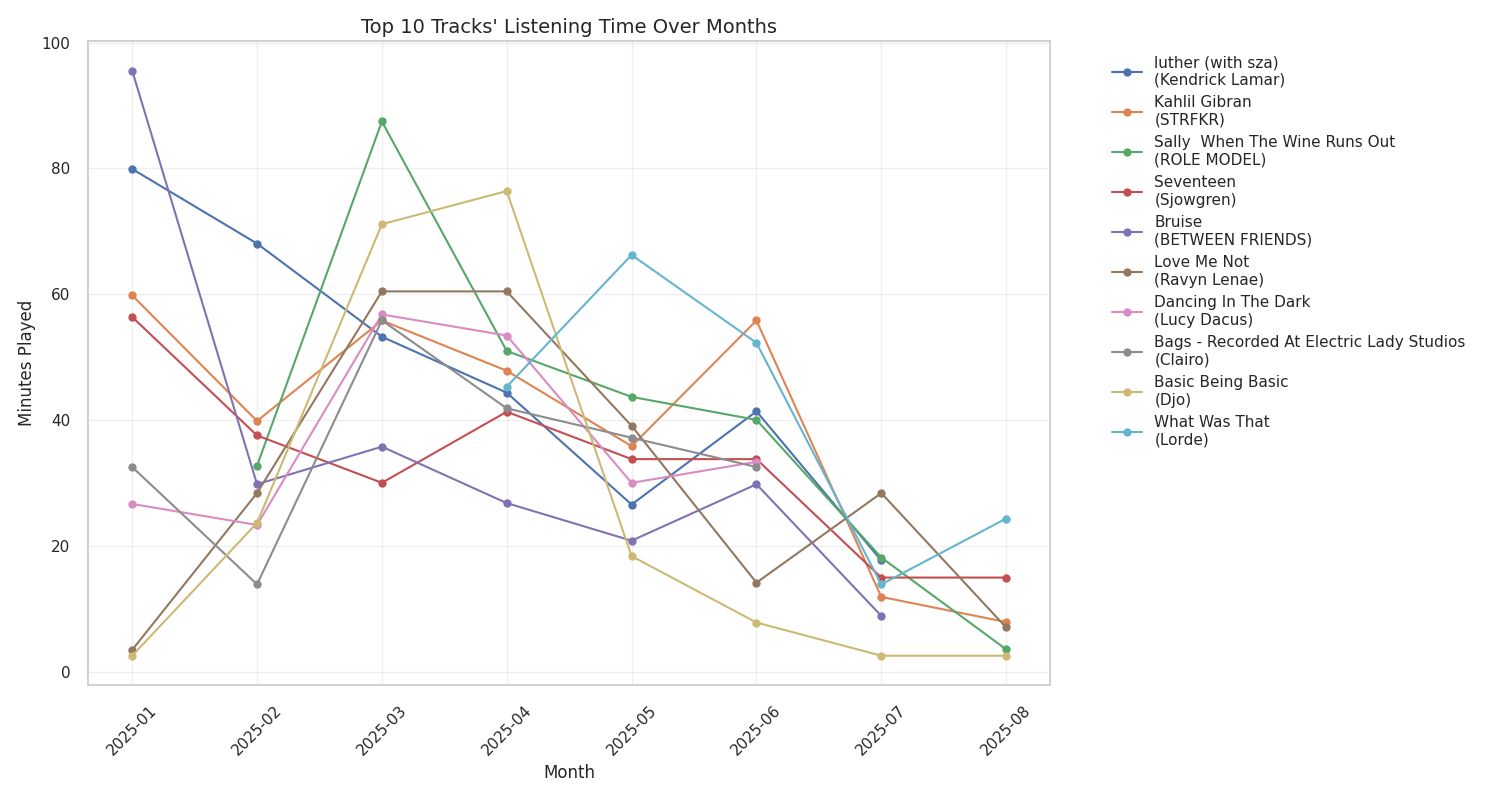 Top 10 Tracks' Listening Time Over Months
100
80
60
40
20
0
Minutes Played
2025-01
2025-02
2025-03
2025-04
2025-05
2025-06
2025-07
2025-08
Month
luther (with sza)
(Kendrick Lamar)
Kahlil Gibran
(STRFKR)
Sally  When The Wine Runs Out
(ROLE MODEL)
Seventeen
(Sjowgren)
Bruise
(BETWEEN FRIENDS)
Love Me Not
(Ravyn Lenae)
Dancing In The Dark
(Lucy Dacus)
Bags - Recorded At Electric Lady Studios
(Clairo)
Basic Being Basic
(Djo)
What Was That
(Lorde)